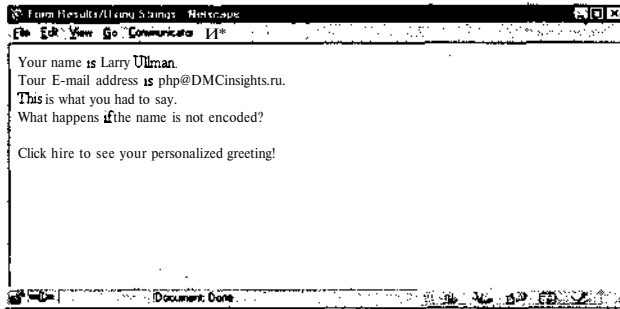 Form Results/Using Strings - Netscape
File Edit View Go Communicator И*
Your name is Larry Ullman.
Tour E-mail address is php@DMCinsights.ru.
This is what you had to say.
What happens if the name is not encoded?
Click hire to see your personalized greeting!
Document: Done